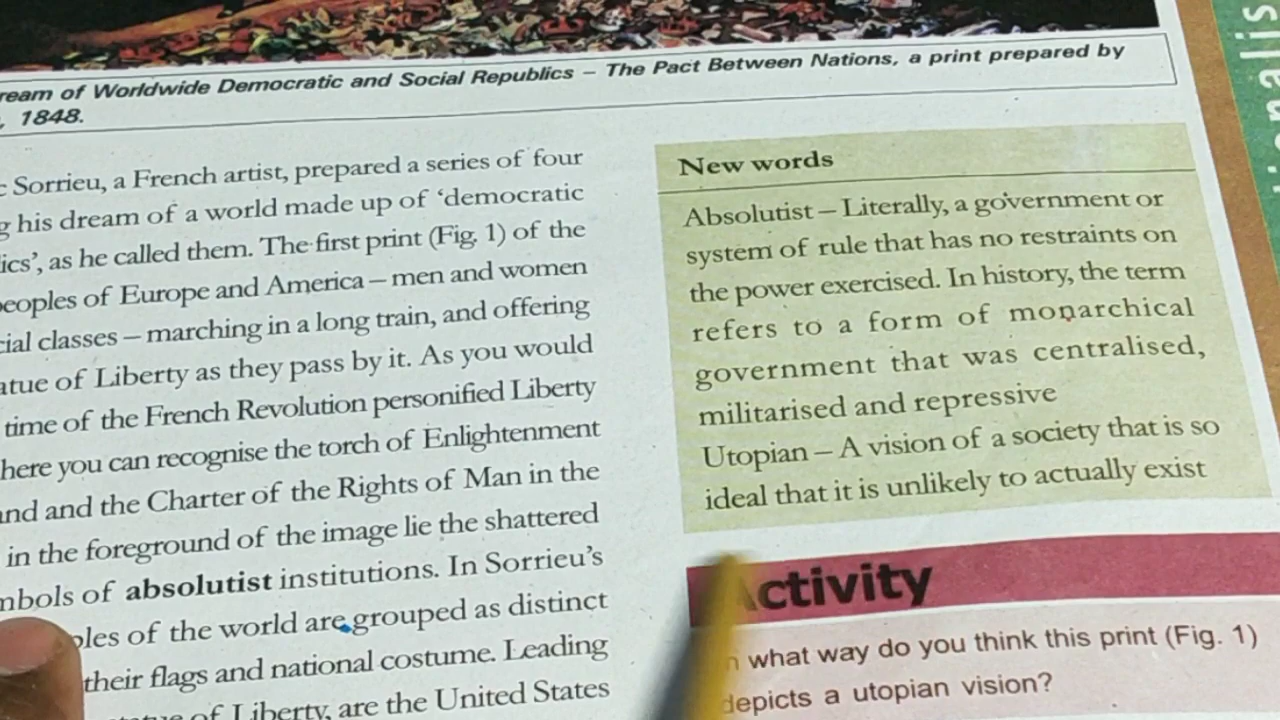 ream of Worldwide Democratic and Social Republics – The Pact Between Nations, a print prepared by
, 1848.
Sorrieu, a French artist, prepared a series of four
his dream of a world made up of ‘democratic
ics’, as he called them. The first print (Fig. 1) of the
peoples of Europe and America – men and women
cial classes – marching in a long train, and offering
atue of Liberty as they pass by it. As you would
time of the French Revolution personified Liberty
here you can recognise the torch of Enlightenment
and and the Charter of the Rights of Man in the
in the foreground of the image lie the shattered
mbols of absolutist institutions. In Sorrieu’s
ples of the world are grouped as distinct
their flags and national costume. Leading
of Liberty, are the United States
New words
Absolutist – Literally, a government or
system of rule that has no restraints on
the power exercised. In history, the term
refers to a form of monarchical
government that was centralised,
militarised and repressive
Utopian – A vision of a society that is so
ideal that it is unlikely to actually exist
Activity
n what way do you think this print (Fig. 1)
depicts a utopian vision?